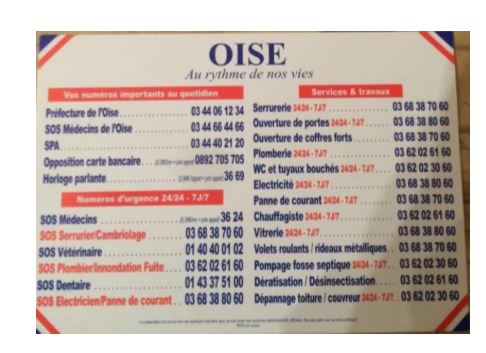 OISE
Au rythme de nos vies
Vos numéros importants au quotidien
Préfecture de l'Oise 03 44 06 12 34
SOS Médecins de l'Oise 03 44 66 44 66
SPA 03 44 40 21 20
Opposition carte bancaire 0892 705 705
Horloge parlante 36 69
Numéros d'urgence 24/24 - 7J/7
SOS Médecins 36 24
SOS Serrurier/Cambriolage 03 68 38 70 60
SOS Vétérinaire 01 40 40 01 02
SOS Plombier/Innondation Fuite 03 62 02 61 60
SOS Dentaire 01 43 37 51 00
SOS Electricien/Panne de courant 03 68 38 80 60
Services & travaux
Serrurerie 24/24 - 7J/7 03 68 38 70 60
Ouverture de portes 24/24 - 7J/7 03 68 38 80 60
Ouverture de coffres forts 03 68 38 70 60
Plomberie 24/24 - 7J/7 03 62 02 61 60
WC et tuyaux bouchés 24/24 - 7J/7 03 62 02 30 60
Electricité 24/24 - 7J/7 03 68 38 80 60
Panne de courant 24/24 - 7J/7 03 68 38 70 60
Chauffagiste 24/24 - 7J/7 03 62 02 61 60
Vitrerie 24/24 - 7J/7 03 68 38 70 60
Volets roulants / rideaux métalliques 03 68 38 70 60
Pompage fosse septique 24/24 - 7J/7 03 62 02 30 60
Dératisation / Désinsectisation 03 62 02 61 60
Dépannage toiture / couvreur 24/24 - 7J/7 03 62 02 30 60